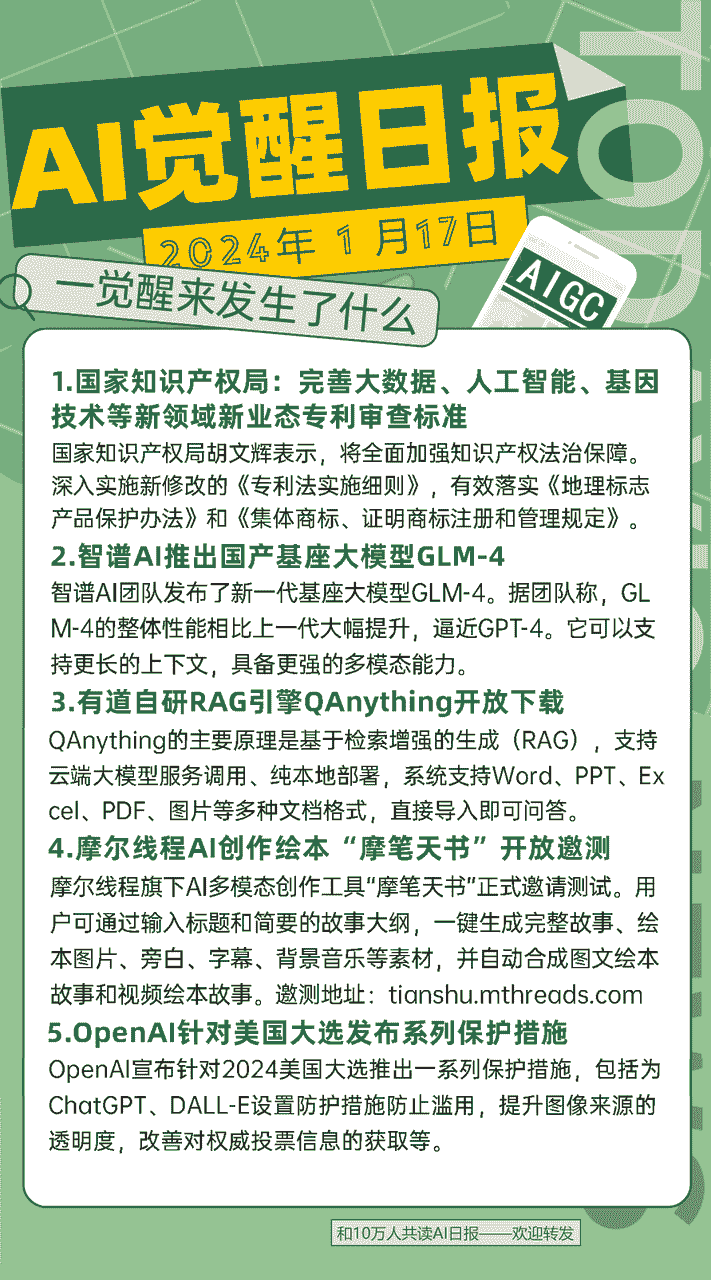 AI觉醒日报
2024年1月17日
一觉醒来发生了什么
AIGC
1.国家知识产权局：完善大数据、人工智能、基因
技术等新领域新业态专利审查标准
国家知识产权局胡文辉表示，将全面加强知识产权法治保障。
深入实施新修改的《专利法实施细则》，有效落实《地理标志
产品保护办法》和《集体商标、证明商标注册和管理规定》。
2.智谱AI推出国产基座大模型GLM-4
智谱AI团队发布了新一代基座大模型GLM-4。据团队称，GL
M-4的整体性能相比上一代大幅提升，逼近GPT-4。它可以支
持更长的上下文，具备更强的多模态能力。
3.有道自研RAG引擎QAnything开放下载
QAnything的主要原理是基于检索增强的生成（RAG），支持
云端大模型服务调用、纯本地部署，系统支持Word、PPT、Ex
cel、PDF、图片等多种文档格式，直接导入即可问答。
4.摩尔线程AI创作绘本“摩笔天书”开放邀测
摩尔线程旗下AI多模态创作工具“摩笔天书”正式邀请测试。用
户可通过输入标题和简要的故事大纲，一键生成完整故事、绘
本图片、旁白、字幕、背景音乐等素材，并自动合成图文绘本
故事和视频绘本故事。邀测地址：tianshu.mthreads.com
5.OpenAI针对美国大选发布系列保护措施
OpenAI宣布针对2024美国大选推出一系列保护措施，包括为
ChatGPT、DALL-E设置防护措施防止滥用，提升图像来源的
透明度，改善对权威投票信息的获取等。
和10万人共读AI日报——欢迎转发